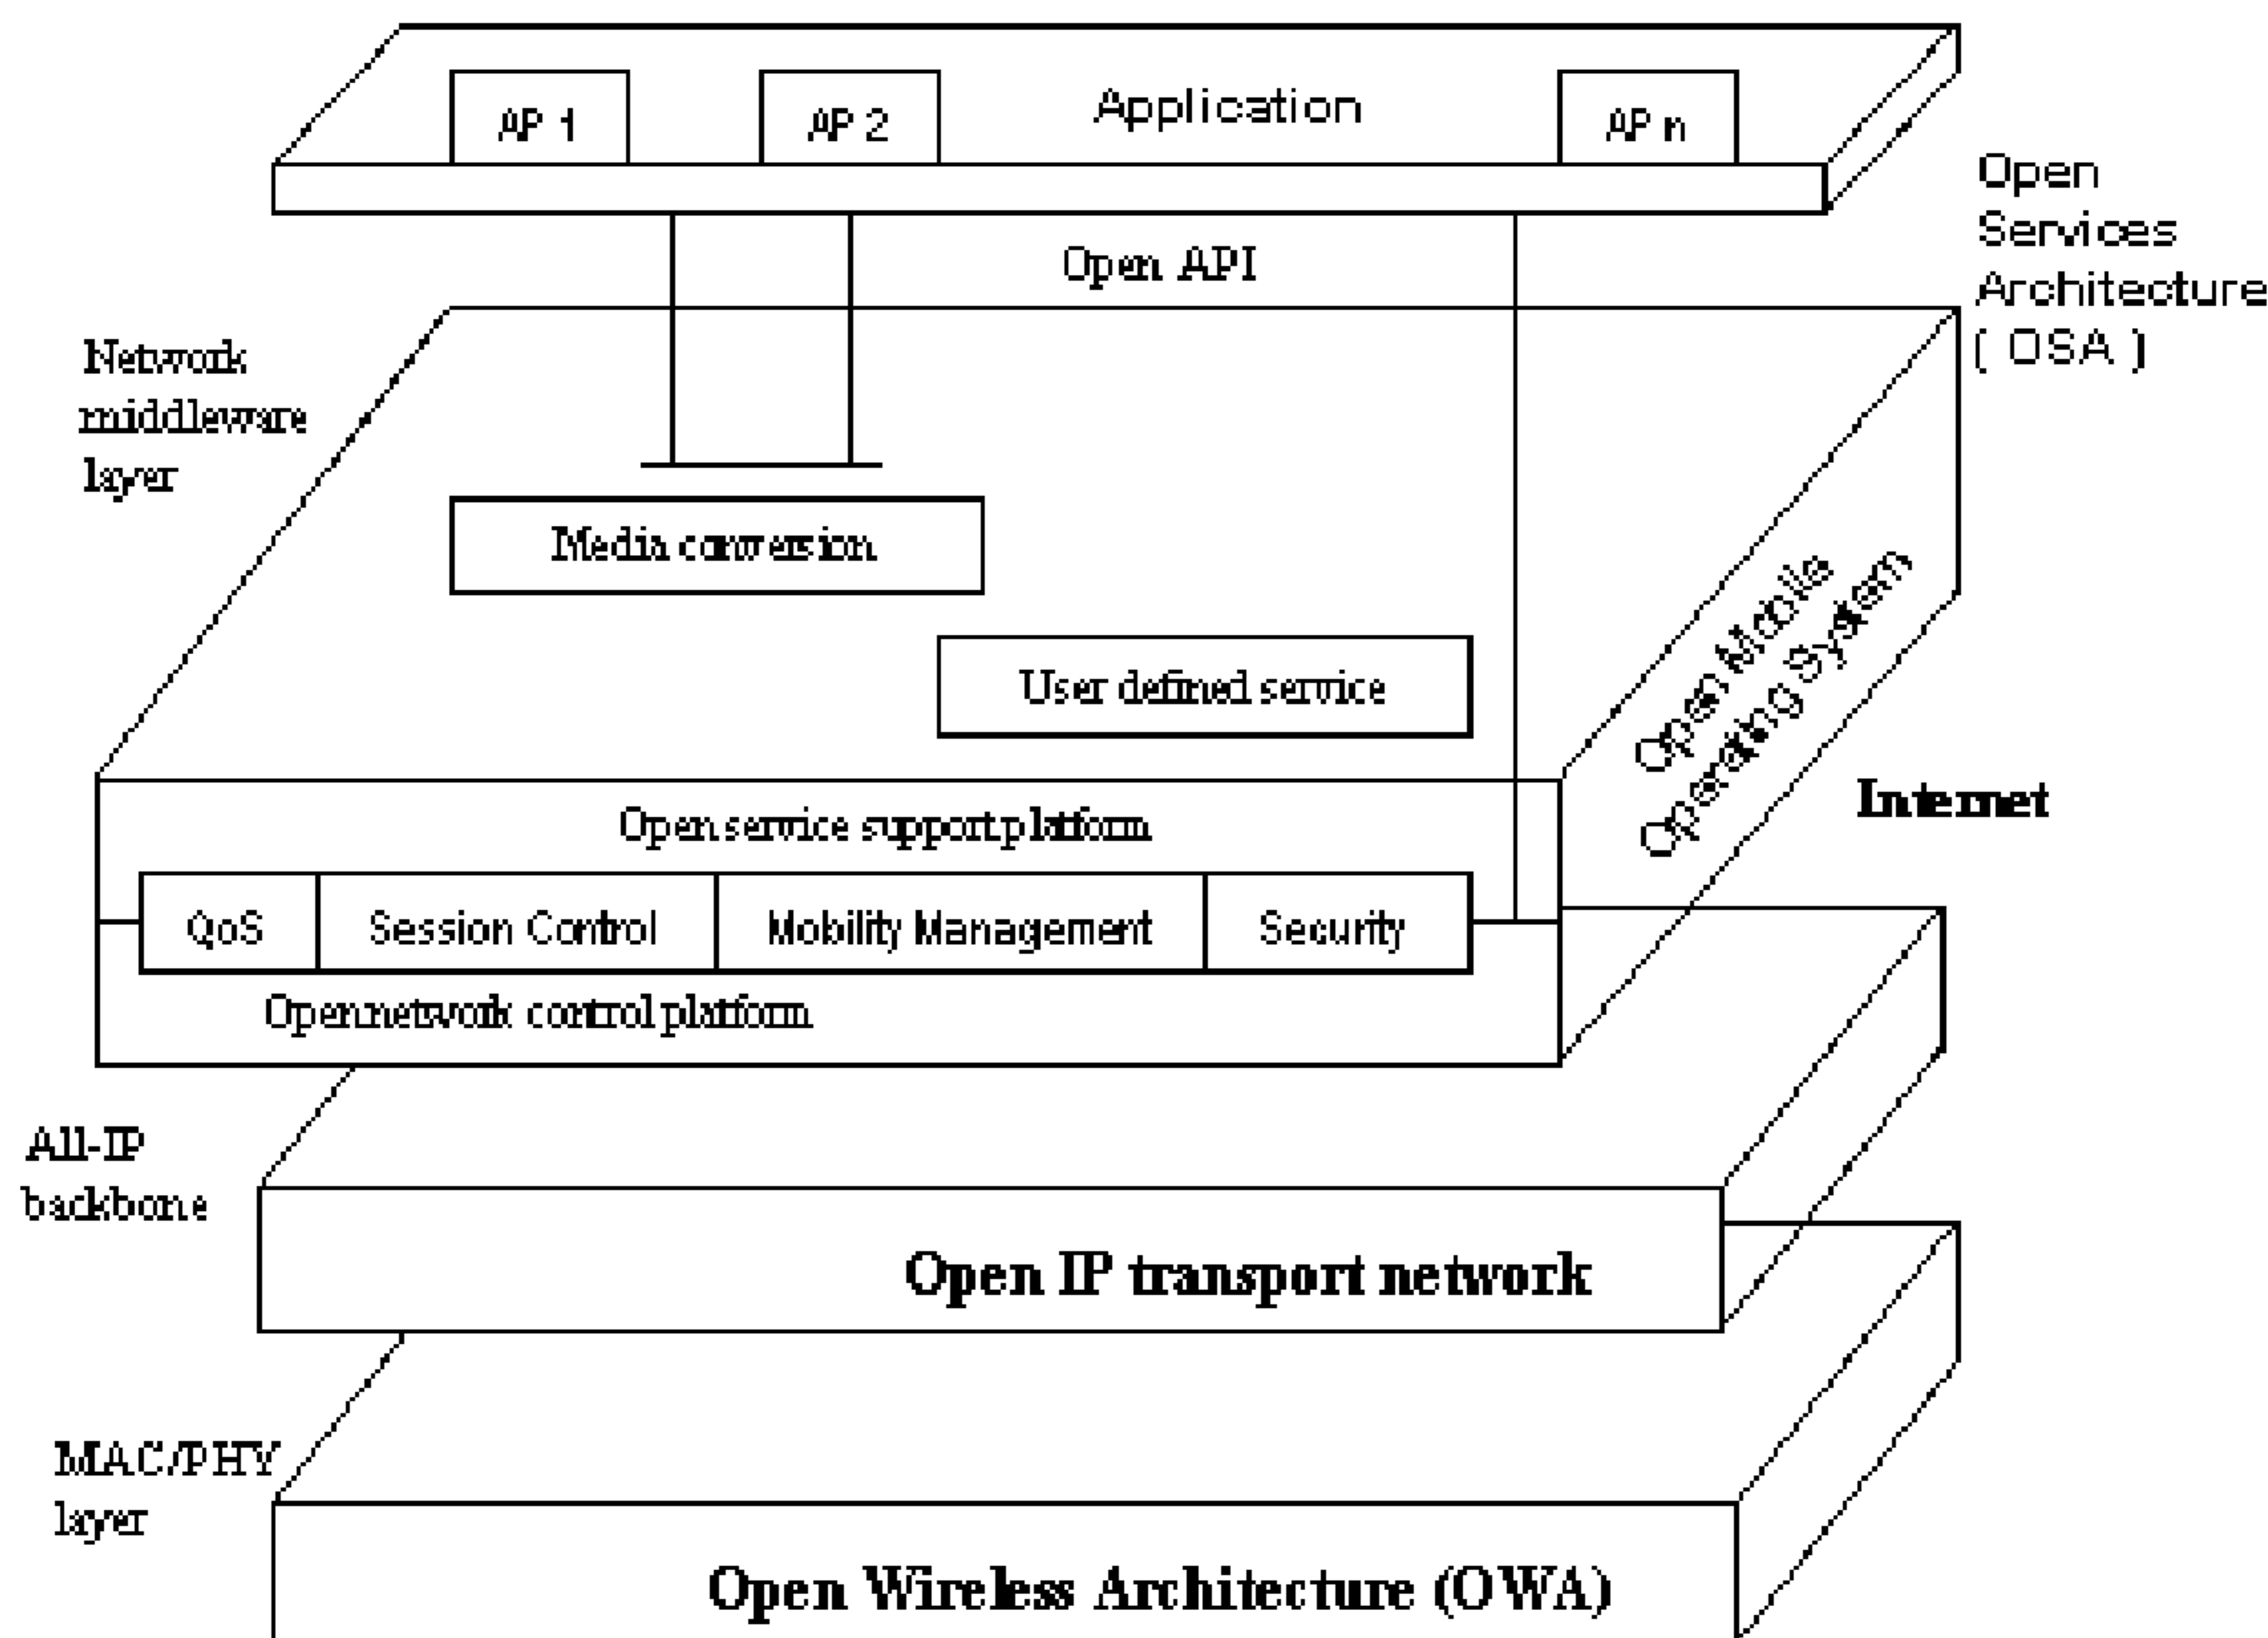 AP 1
AP 2
Application
AP n
Open
Services
Architecture
( OSA )
Open API
Network
middleware
layer
Media conversion
User defined service
Open Mobile
Operating System
Internet
Open service support platform
QoS
Session Control
Mobility Management
Security
Open network control platform
All-IP
backbone
Open IP transport network
MAC/PHY
layer
Open Wireless Architecture (OWA)